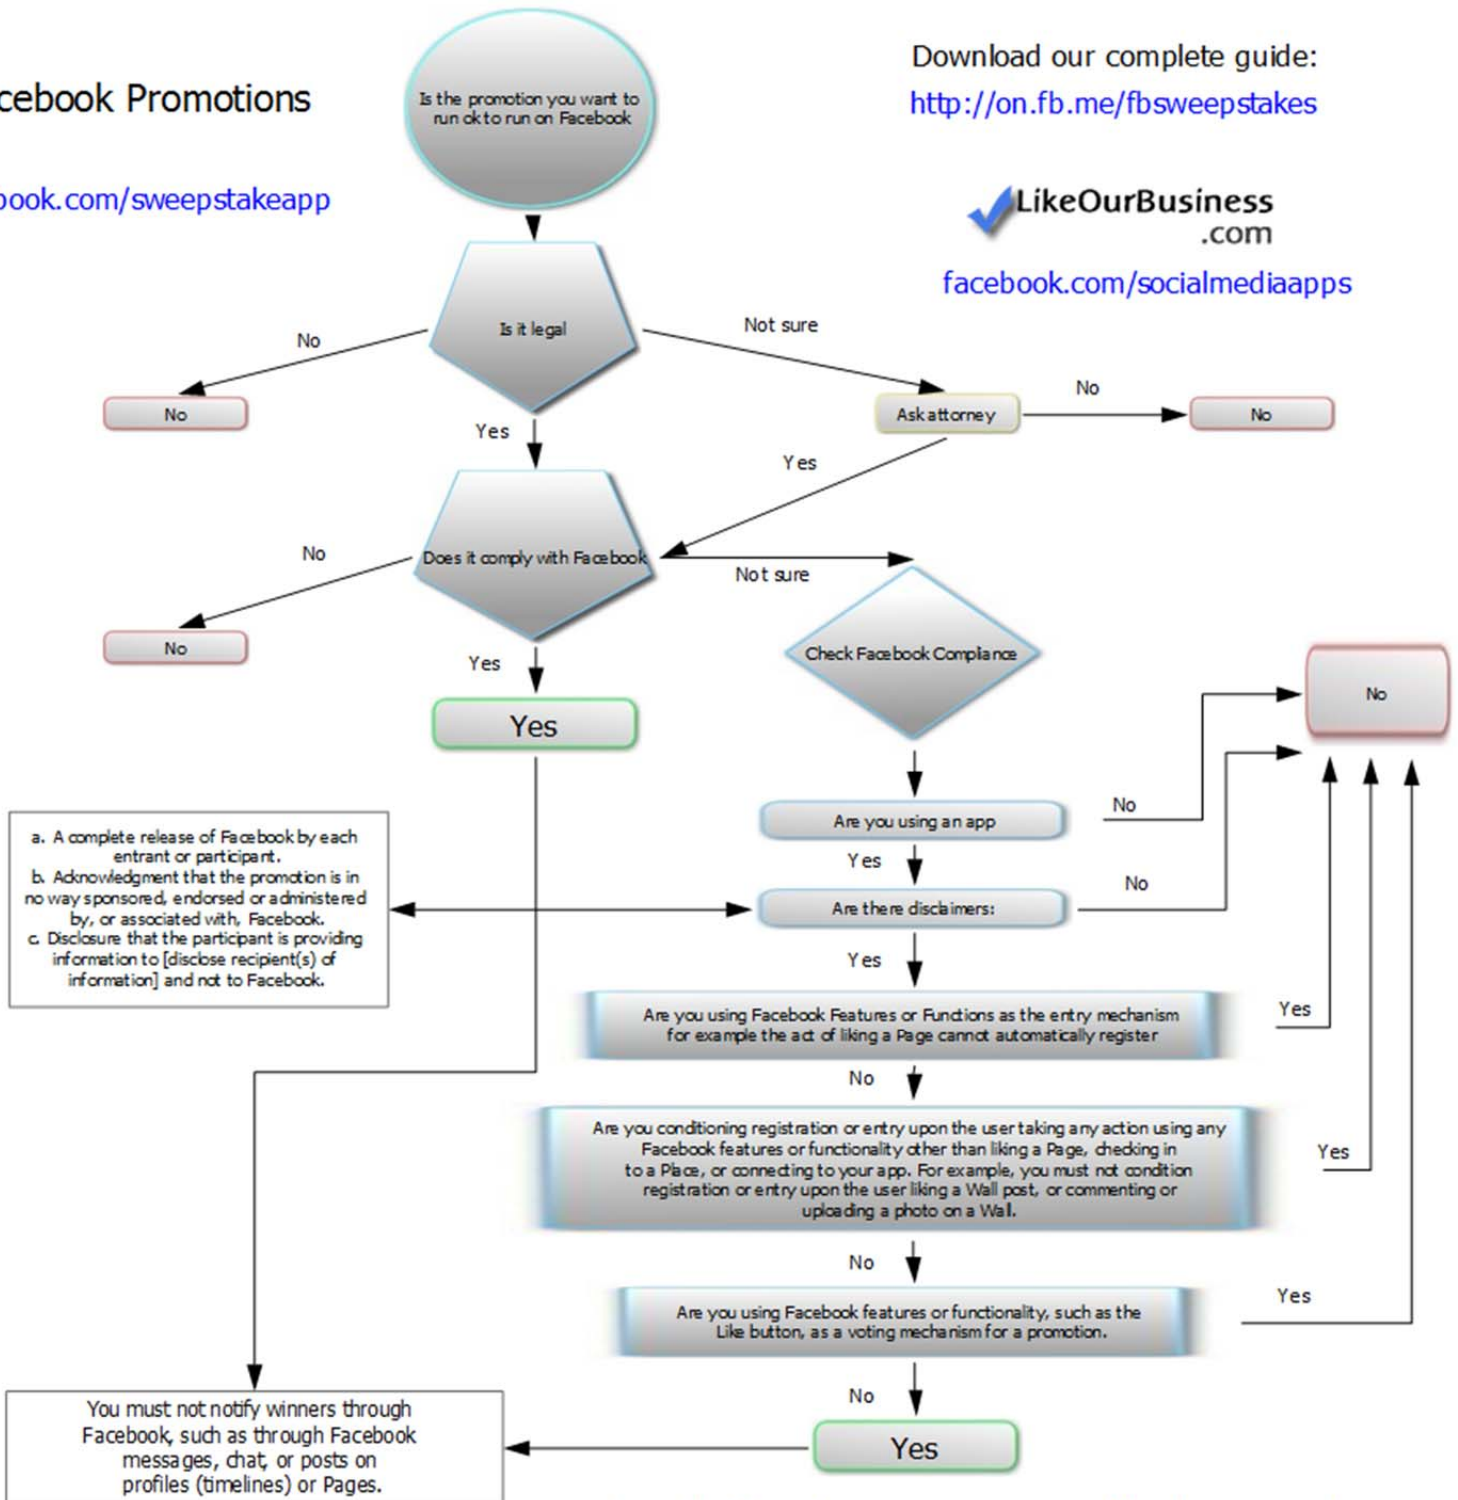 cebook Promotions
book.com/sweepstakeapp
Download our complete guide:
http://on.fb.me/fbsweepstakes
LikeOurBusiness
.com
facebook.com/socialmediaapps
Is the promotion you want to
run ok to run on Facebook
Is it legal
No
Not sure
No
Ask attorney
No
No
Yes
Yes
Does it comply with Facebook
No
Not sure
No
Yes
Check Facebook Compliance
No
Yes
Are you using an app
No
Yes
Are there disclaimers:
No
a. A complete release of Facebook by each
entrant or participant.
b. Acknowledgment that the promotion is in
no way sponsored, endorsed or administered
by, or associated with, Facebook.
c. Disclosure that the participant is providing
information to [disclose recipient(s) of
information] and not to Facebook.
Yes
Are you using Facebook Features or Functions as the entry mechanism
for example the act of liking a Page cannot automatically register
Yes
No
Are you conditioning registration or entry upon the user taking any action using any
Facebook features or functionality other than liking a Page, checking in
to a Place, or connecting to your app. For example, you must not condition
registration or entry upon the user liking a Wall post, or commenting or
uploading a photo on a Wall.
Yes
No
Are you using Facebook features or functionality, such as the
Like button, as a voting mechanism for a promotion.
Yes
No
Yes
You must not notify winners through
Facebook, such as through Facebook
messages, chat, or posts on
profiles (timelines) or Pages.